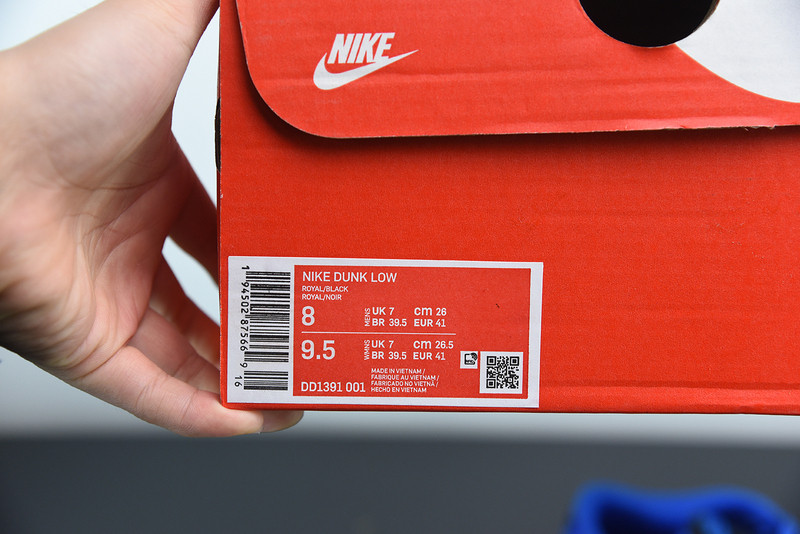 NIKE
NIKE DUNK LOW
ROYAL/BLACK
ROYAL/NOIR
8
MENS
UK 7 cm 26
BR 39.5 EUR 41
9.5
WMNS
UK 7 cm 26.5
BR 39.5 EUR 41
MADE IN VIETNAM /
FABRIQUE AU VIETNAM /
FABRICADO NO VIETNÃ /
HECHO EN VIETNAM
DD1391 001
1 94502 87566 9 16